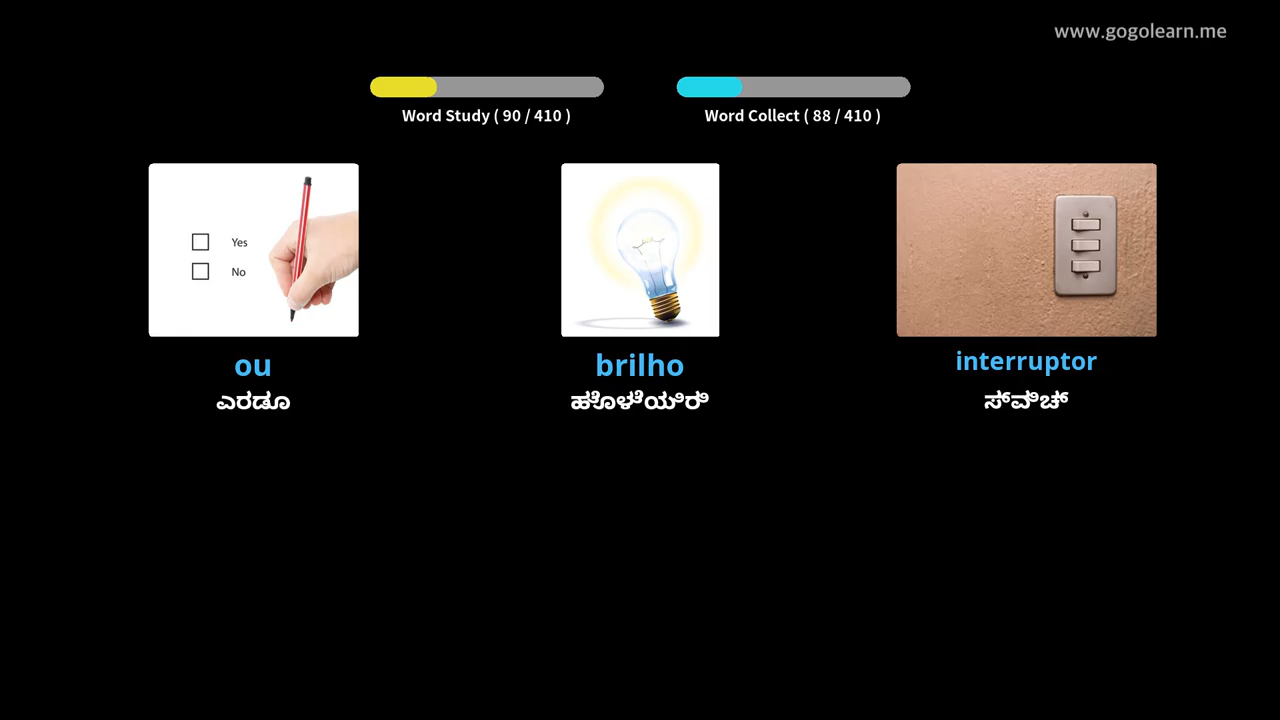 www.gogolearn.me
Word Study ( 90 / 410 )
Word Collect ( 88 / 410 )
Yes
No
ou
brilho
interruptor
ಎರಡೂ
ಹೊಳೆಯಿರಿ
ಸ್ವಿಚ್